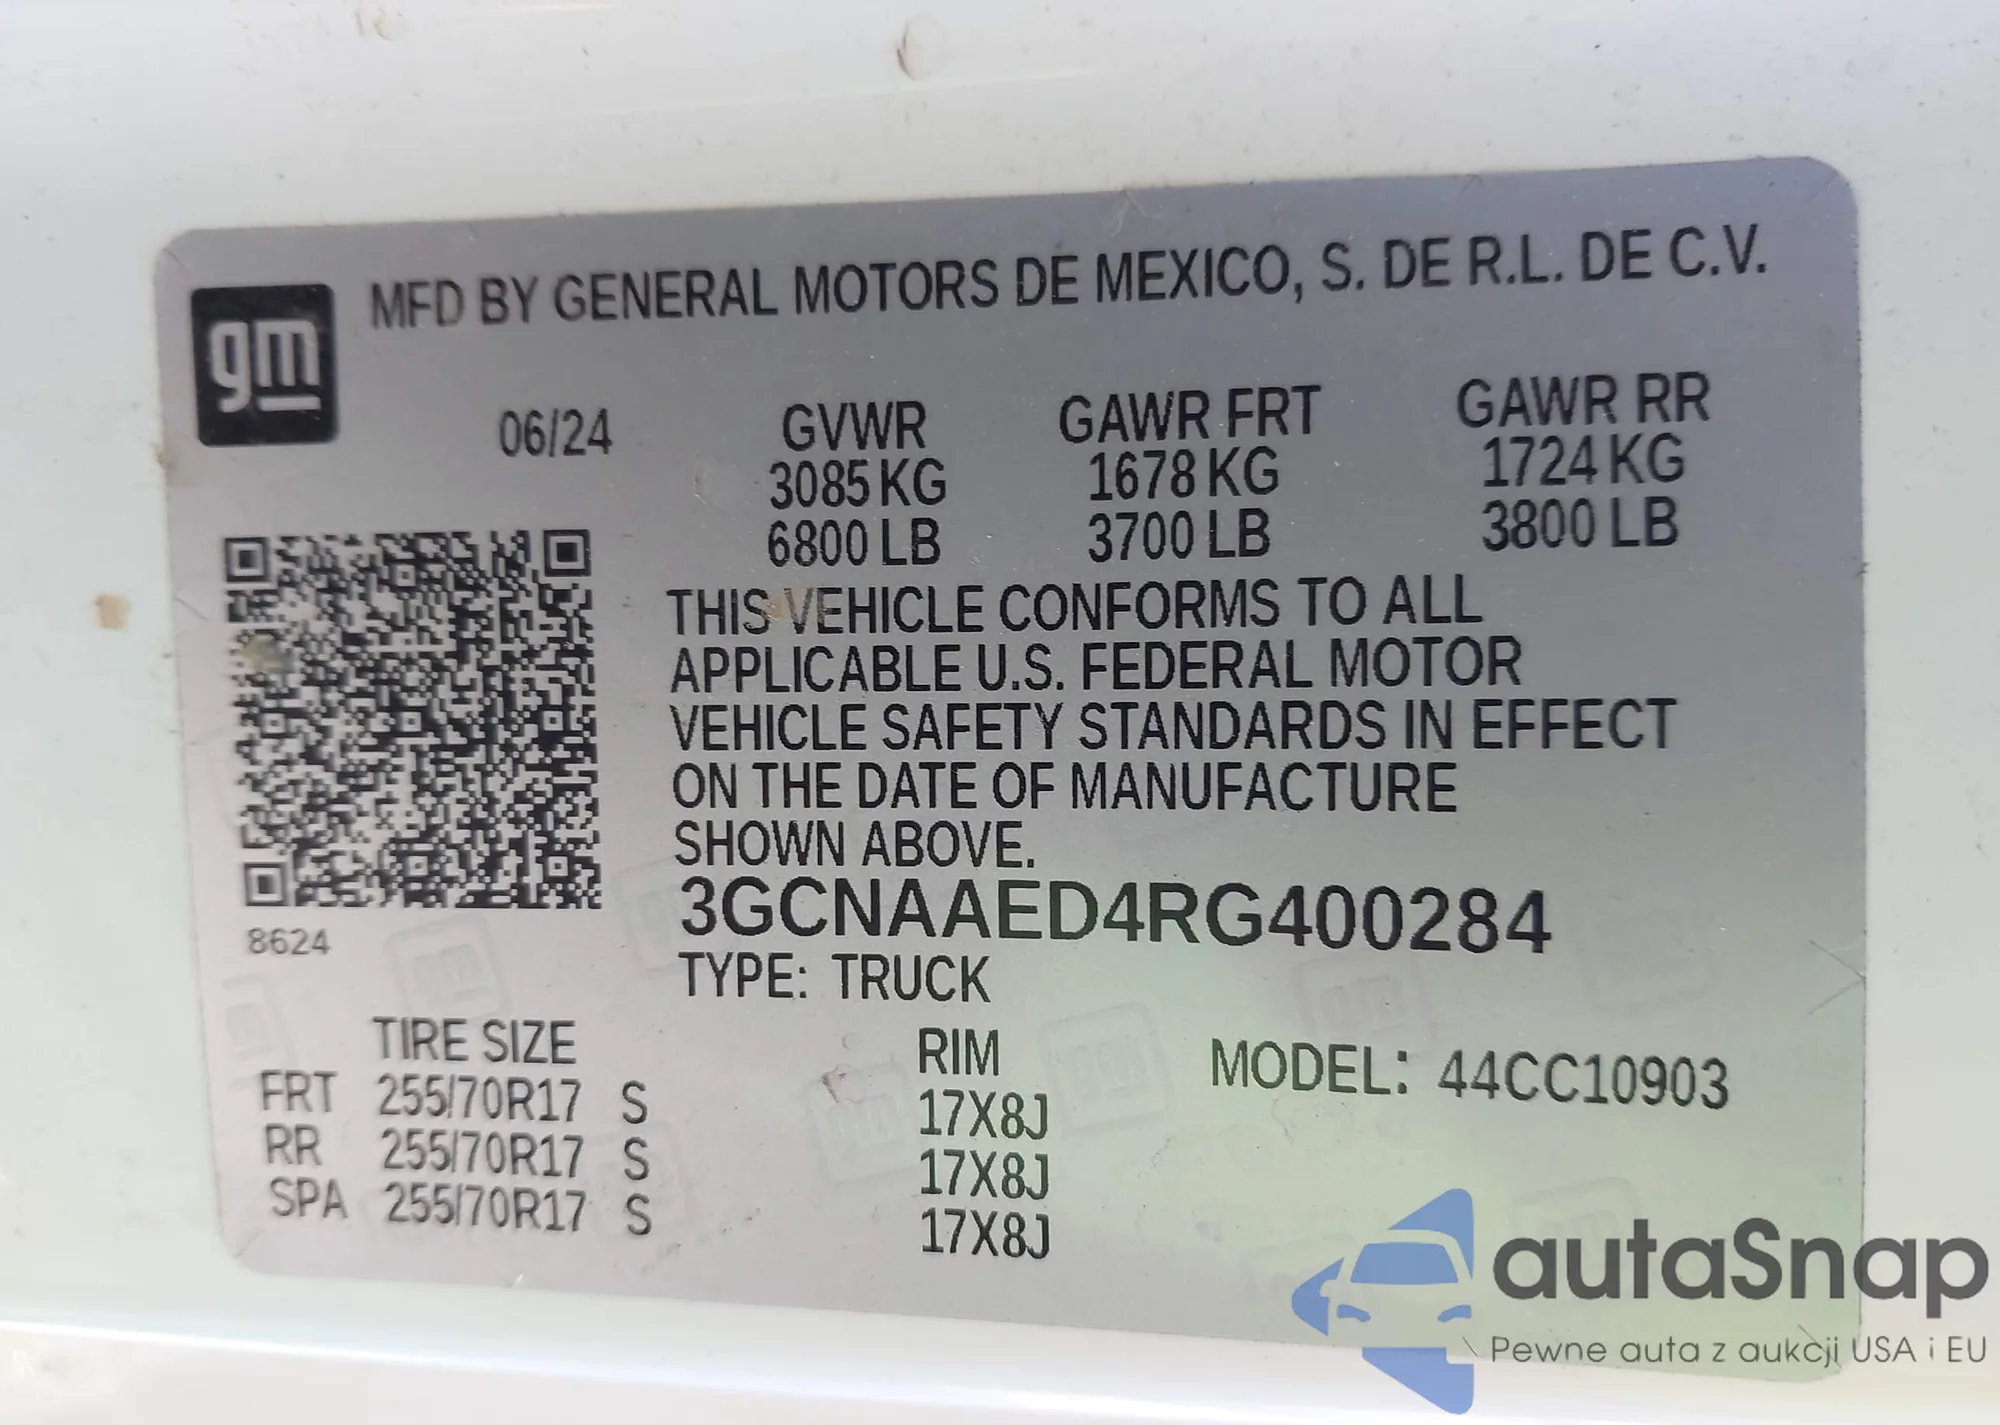 gm
MFD BY GENERAL MOTORS DE MEXICO, S. DE R.L. DE C.V.
06/24 GVWR GAWR FRT GAWR RR
3085 KG 1678 KG 1724 KG
6800 LB 3700 LB 3800 LB
THIS VEHICLE CONFORMS TO ALL
APPLICABLE U.S. FEDERAL MOTOR
VEHICLE SAFETY STANDARDS IN EFFECT
ON THE DATE OF MANUFACTURE
SHOWN ABOVE.
3GCNAAED4RG400284
8624
TYPE: TRUCK
TIRE SIZE RIM MODEL: 44CC10903
FRT 255/70R17 S 17X8J
RR 255/70R17 S 17X8J
SPA 255/70R17 S 17X8J
autaSnap
Pewne auta z aukcji USA i EU